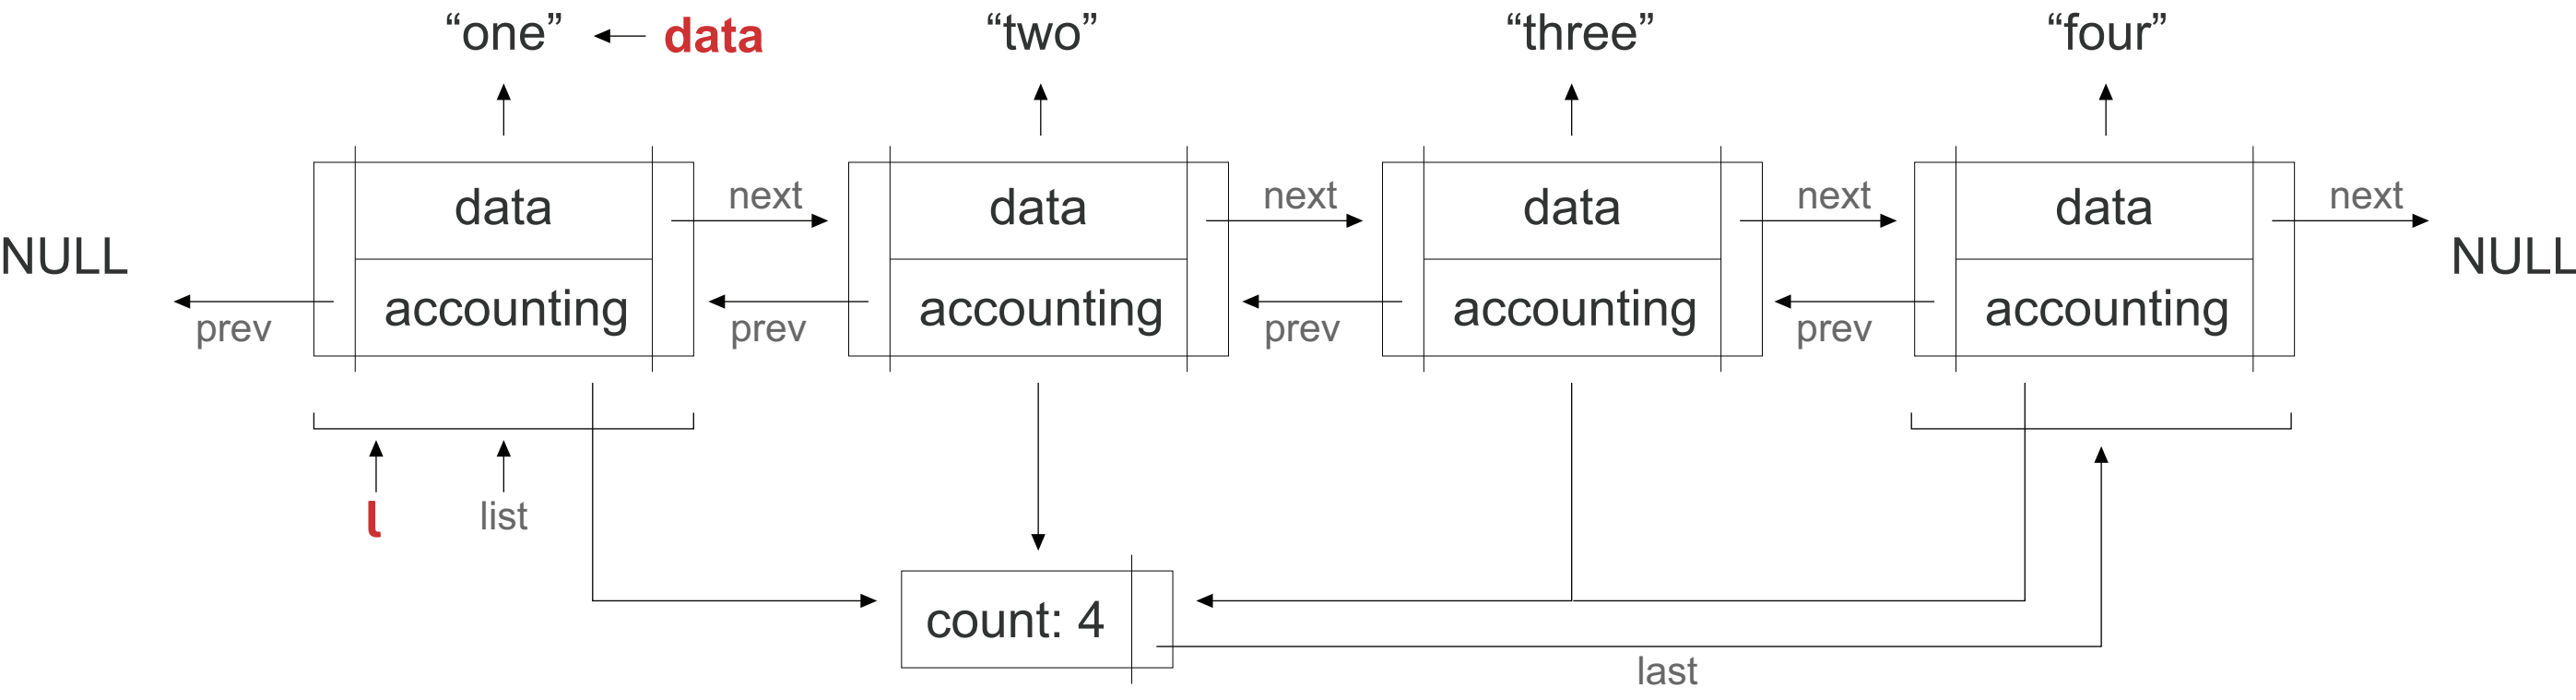 “one” data “two” “three” “four”
data next data next data next data next
NULL NULL
accounting accounting accounting accounting
prev prev prev prev
l list
count: 4
last